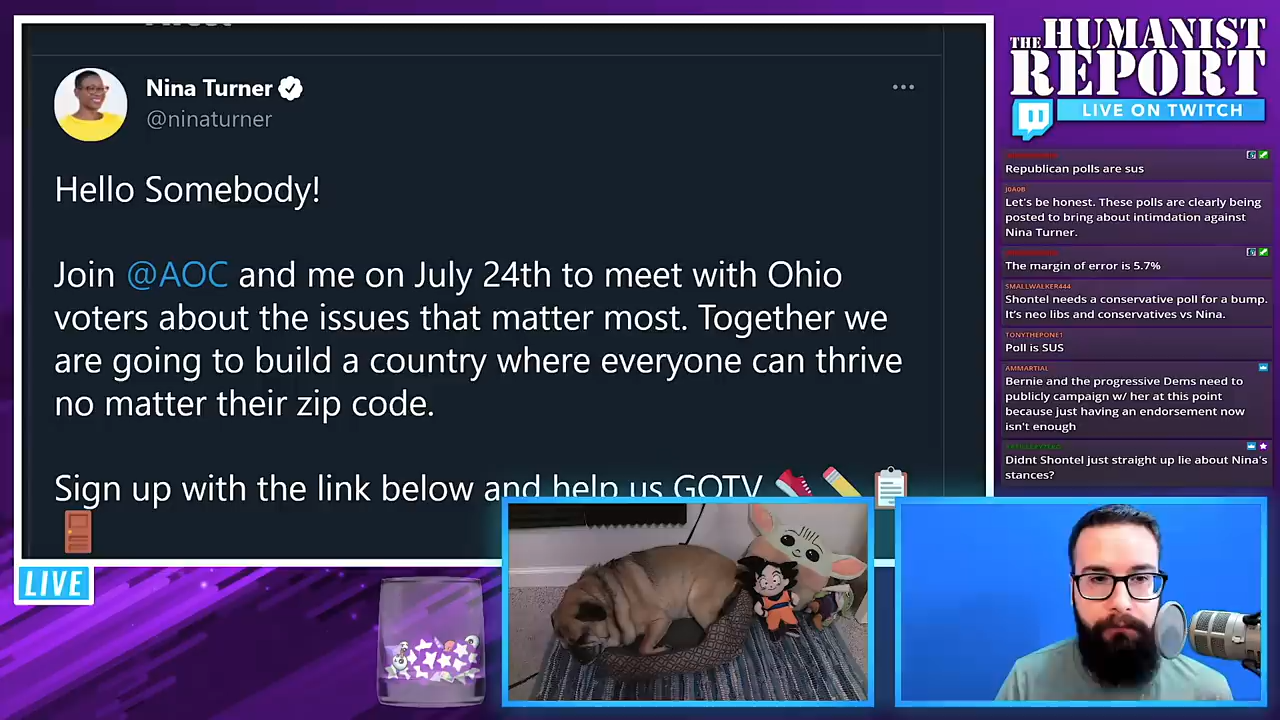 Nina Turner
@ninaturner
Hello Somebody!
Join @AOC and me on July 24th to meet with Ohio
voters about the issues that matter most. Together we
are going to build a country where everyone can thrive
no matter their zip code.
Sign up with the link below and help us GOTV
LIVE
THE HUMANIST
REPORT
LIVE ON TWITCH
Republican polls are sus
JOAOB
Let's be honest. These polls are clearly being
posted to bring about intimdation against
Nina Turner.
The margin of error is 5.7%
SMALLWALKER444
Shontel needs a conservative poll for a bump.
It's neo libs and conservatives vs Nina.
TONYTHEPONE1
Poll is SUS
AMMARTIAL
Bernie and the progressive Dems need to
publicly campaign w/ her at this point
because just having an endorsement now
isn't enough
Didnt Shontel just straight up lie about Nina's
stances?